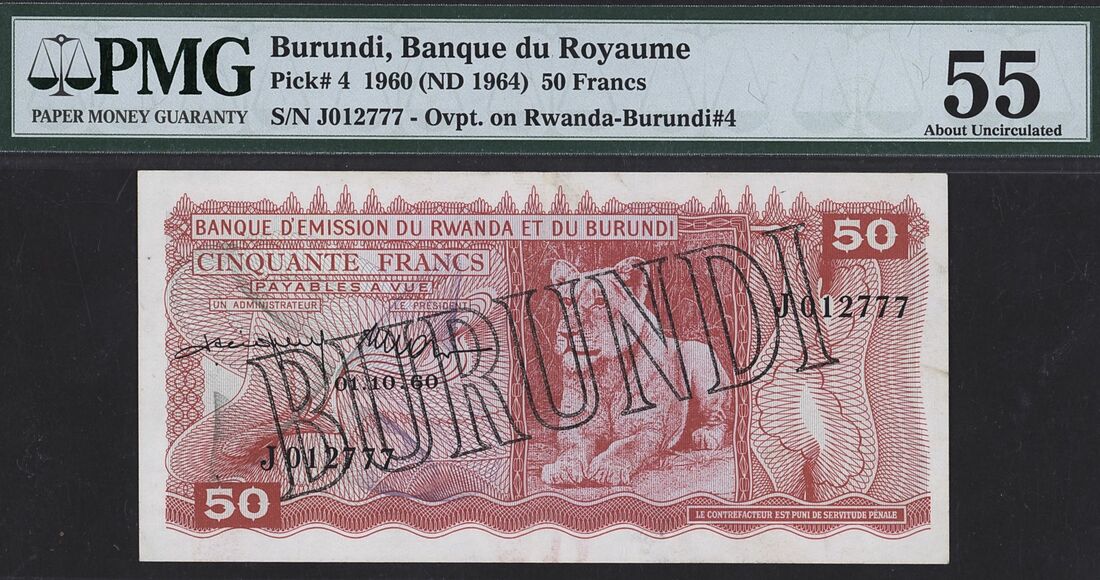 PMG
PAPER MONEY GUARANTY
Burundi, Banque du Royaume
Pick# 4 1960 (ND 1964) 50 Francs
S/N J012777 - Ovpt. on Rwanda-Burundi#4
55
About Uncirculated
BANQUE D'EMISSION DU RWANDA ET DU BURUNDI
50
CINQUANTE FRANCS
PAYABLES A VUE
UN ADMINISTRATEUR
LE PRÉSIDENT
J012777
BURUNDI
01.10.60
J012777
50
LE CONTREFACTEUR EST PUNI DE SERVITUDE PÉNALE